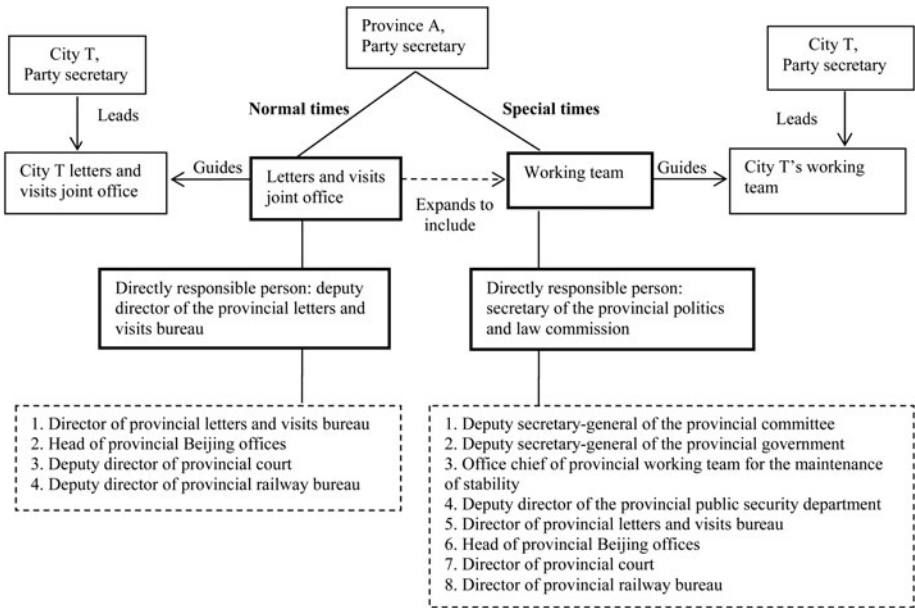 Province A,
Party secretary
City T,
Party secretary
City T,
Party secretary
Normal times
Special times
Leads
Leads
City T letters and
visits joint office
Guides
Letters and visits
joint office
Expands to
include
Working team
Guides
City T's working
team
Directly responsible person: deputy
director of the provincial letters and
visits bureau
Directly responsible person:
secretary of the provincial politics
and law commission
1. Director of provincial letters and visits bureau
2. Head of provincial Beijing offices
3. Deputy director of provincial court
4. Deputy director of provincial railway bureau
1. Deputy secretary-general of the provincial committee
2. Deputy secretary-general of the provincial government
3. Office chief of provincial working team for the maintenance
of stability
4. Deputy director of the provincial public security department
5. Director of provincial letters and visits bureau
6. Head of provincial Beijing offices
7. Director of provincial court
8. Director of provincial railway bureau